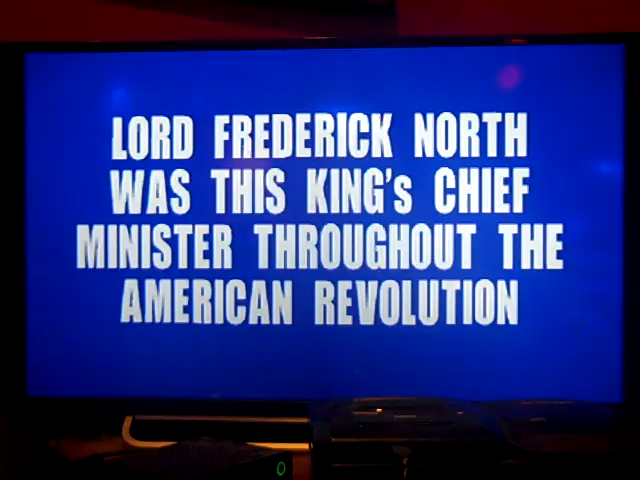 LORD FREDERICK NORTH
WAS THIS KING's CHIEF
MINISTER THROUGHOUT THE
AMERICAN REVOLUTION